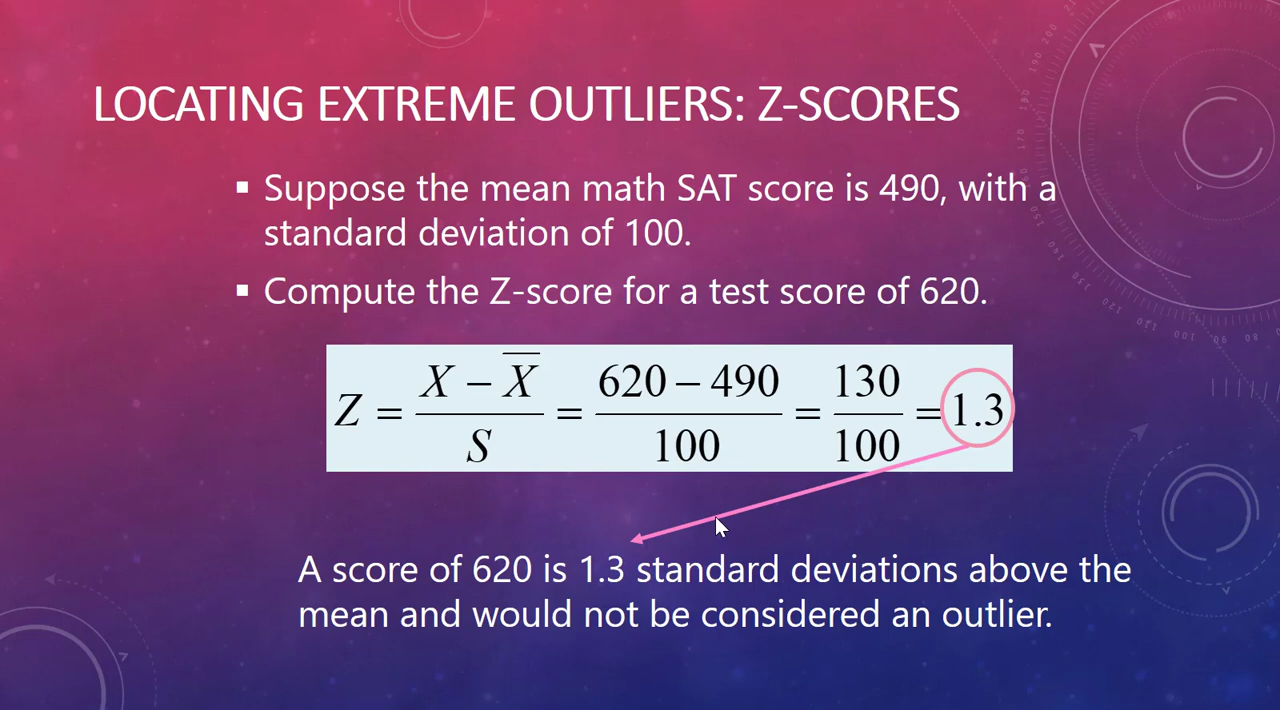 LOCATING EXTREME OUTLIERS: Z-SCORES
▪ Suppose the mean math SAT score is 490, with a
standard deviation of 100.
▪ Compute the Z-score for a test score of 620.
Z = (X − X̅)/S = (620 − 490)/100 = 130/100 = 1.3
A score of 620 is 1.3 standard deviations above the
mean and would not be considered an outlier.